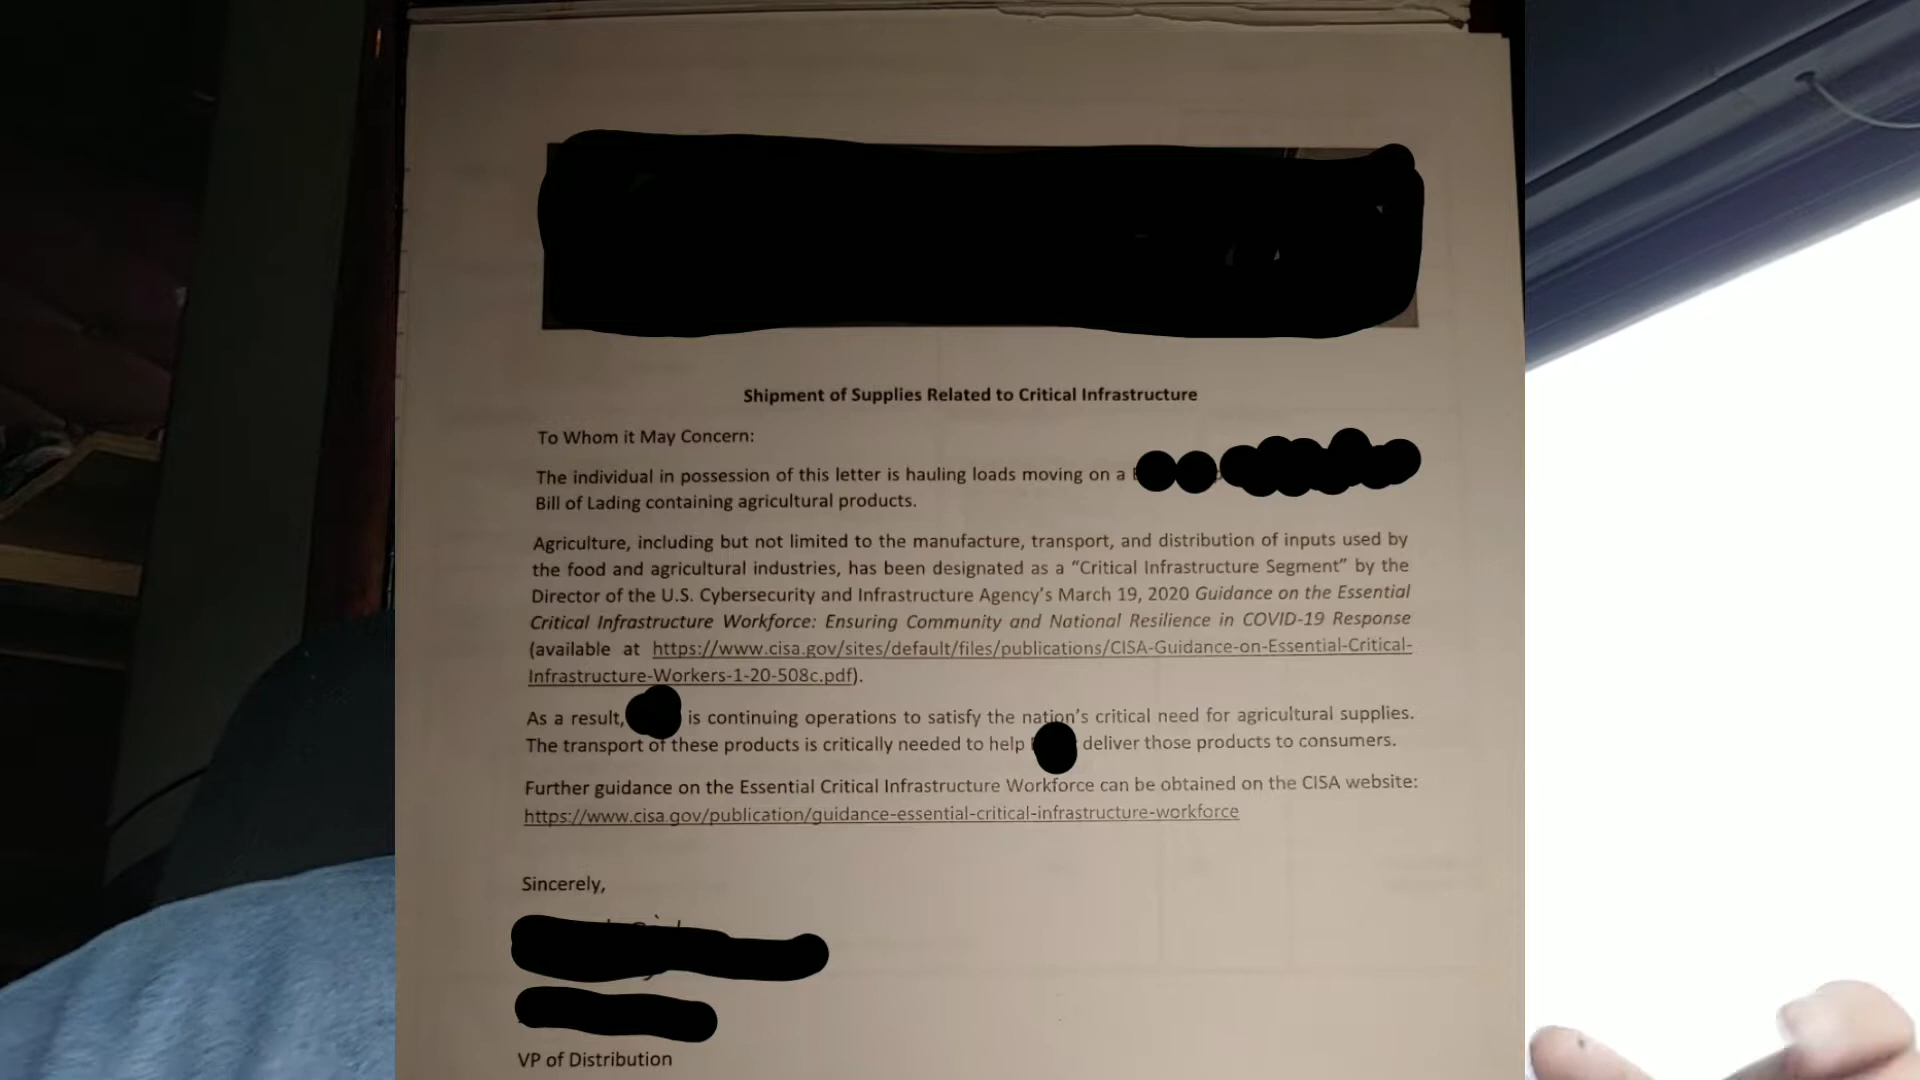 Shipment of Supplies Related to Critical Infrastructure
To Whom it May Concern:
The individual in possession of this letter is hauling loads moving on a
Bill of Lading containing agricultural products.
Agriculture, including but not limited to the manufacture, transport, and distribution of inputs used by
the food and agricultural industries, has been designated as a “Critical Infrastructure Segment” by the
Director of the U.S. Cybersecurity and Infrastructure Agency’s March 19, 2020 Guidance on the Essential
Critical Infrastructure Workforce: Ensuring Community and National Resilience in COVID-19 Response
(available at https://www.cisa.gov/sites/default/files/publications/CISA-Guidance-on-Essential-Critical-
Infrastructure-Workers-1-20-508c.pdf).
As a result, is continuing operations to satisfy the nation’s critical need for agricultural supplies.
The transport of these products is critically needed to help deliver those products to consumers.
Further guidance on the Essential Critical Infrastructure Workforce can be obtained on the CISA website:
https://www.cisa.gov/publication/guidance-essential-critical-infrastructure-workforce
Sincerely,
VP of Distribution